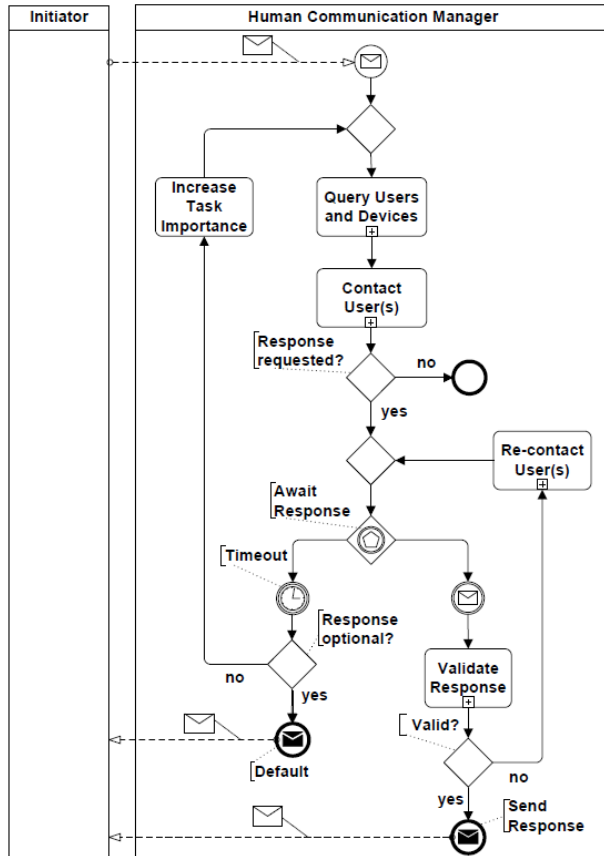 Initiator
Human Communication Manager
Increase
Task
Importance
Query Users
and Devices
Contact
User(s)
Response
requested?
no
yes
Re-contact
User(s)
Await
Response
Timeout
Response
optional?
no
yes
Validate
Response
Valid?
no
yes
Default
Send
Response